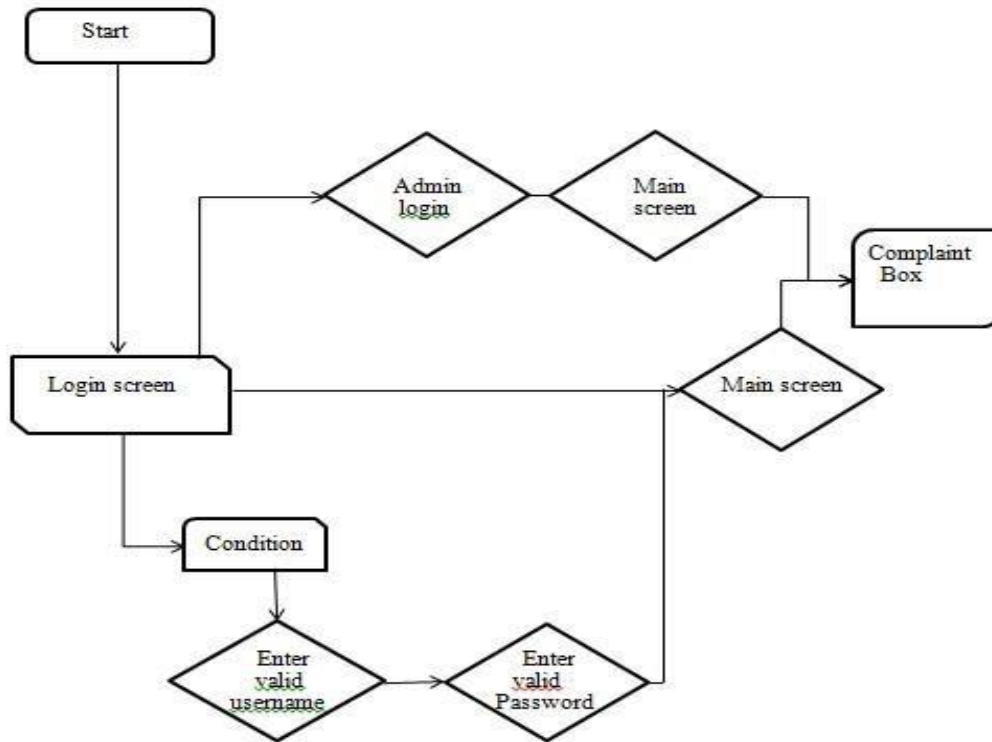 Start
Admin
login
Main
screen
Complaint
Box
Login screen
Main screen
Condition
Enter
valid
username
Enter
valid
Password